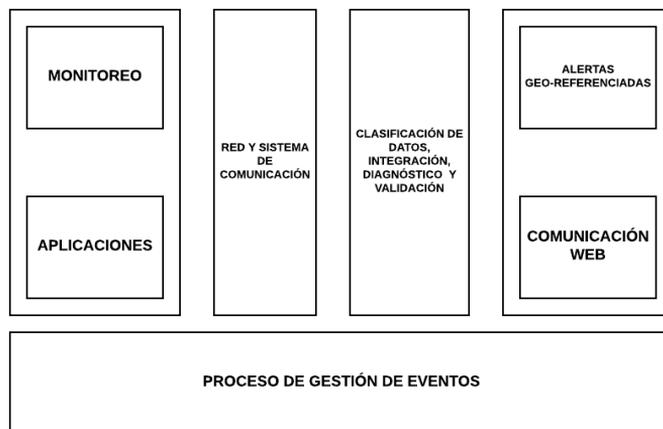 MONITOREO
APLICACIONES
RED Y SISTEMA
DE
COMUNICACIÓN
CLASIFICACIÓN DE
DATOS,
INTEGRACIÓN,
DIAGNÓSTICO Y
VALIDACIÓN
ALERTAS
GEO-REFERENCIADAS
COMUNICACIÓN
WEB
PROCESO DE GESTIÓN DE EVENTOS